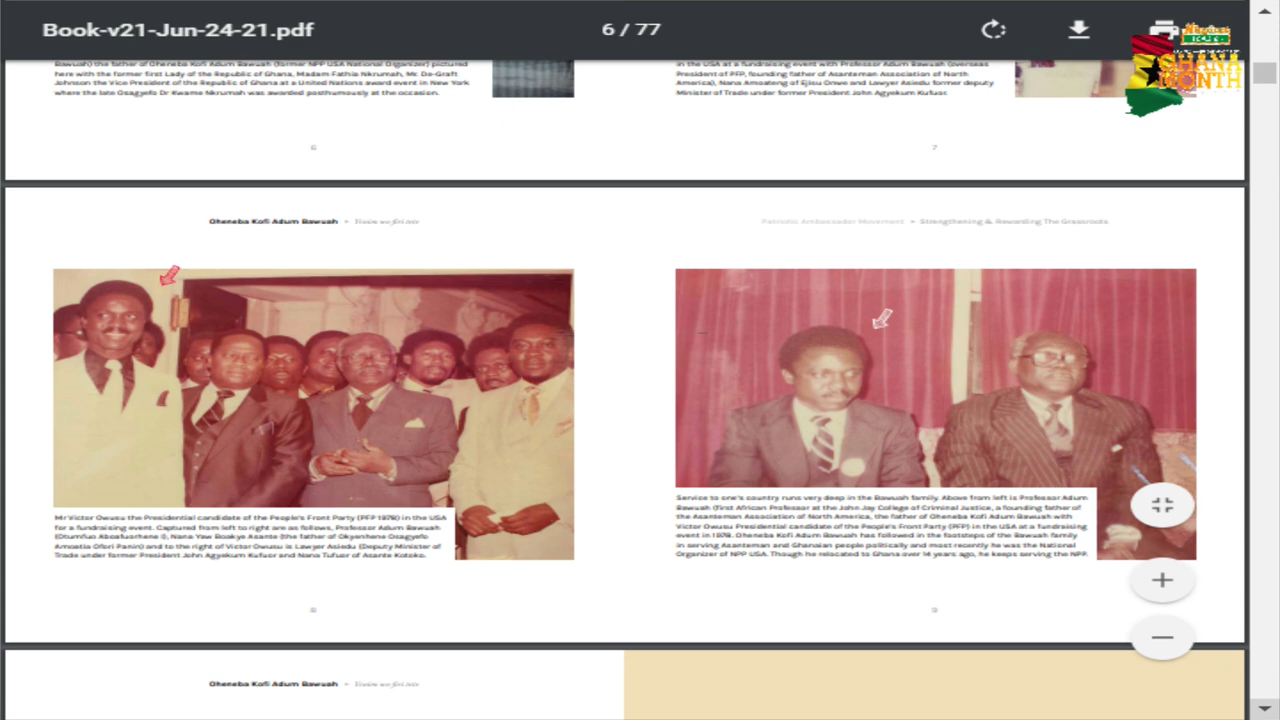 Book-v21-Jun-24-21.pdf
6 / 77
GHANA
MONTH
Bawuah) the father of Oheneba Kofi Adum Bawuah (former NPP USA National Organizer) pictured
here with the former first Lady of the Republic of Ghana, Madam Fathia Nkrumah, Mr. De-Graft
Johnson the Vice President of the Republic of Ghana at a United Nations award event in New York
where the late Osagyefo Dr Kwame Nkrumah was awarded posthumously at the occasion.
6
in the USA at a fundraising event with Professor Adum Bawuah (overseas
President of PFP, founding father of Asanteman Association of North
America), Nana Amoateng of Ejisu Onwe and Lawyer Asiedu former deputy
Minister of Trade under former President John Agyekum Kufuor.
7
Oheneba Kofi Adum Bawuah
Mr Victor Owusu the Presidential candidate of the People's Front Party (PFP 1978) in the USA
for a fundraising event. Captured from left to right are as follows, Professor Adum Bawuah
(Otumfuo Aboafuorhene I), Nana Yaw Boakye Asante (the father of Okyenhene Osagyefo
Amoatia Ofori Panin) and to the right of Victor Owusu is Lawyer Asiedu (Deputy Minister of
Trade under former President John Agyekum Kufuor and Nana Tufuor of Asante Kotoko.
8
Patriotic Ambassador Movement • Strengthening & Rewarding The Grassroots
Service to one's country runs very deep in the Bawuah family. Above from left is Professor Adum
Bawuah (first African Professor at the John Jay College of Criminal Justice, a founding father of
the Asanteman Association of North America, the father of Oheneba Kofi Adum Bawuah with
Victor Owusu Presidential candidate of the People's Front Party (PFP) in the USA at a fundraising
event in 1978. Oheneba Kofi Adum Bawuah has followed in the footsteps of the Bawuah family
in serving Asanteman and Ghanaian people politically and most recently he was the National
Organizer of NPP USA. Though he relocated to Ghana over 14 years ago, he keeps serving the NPP.
9
Oheneba Kofi Adum Bawuah